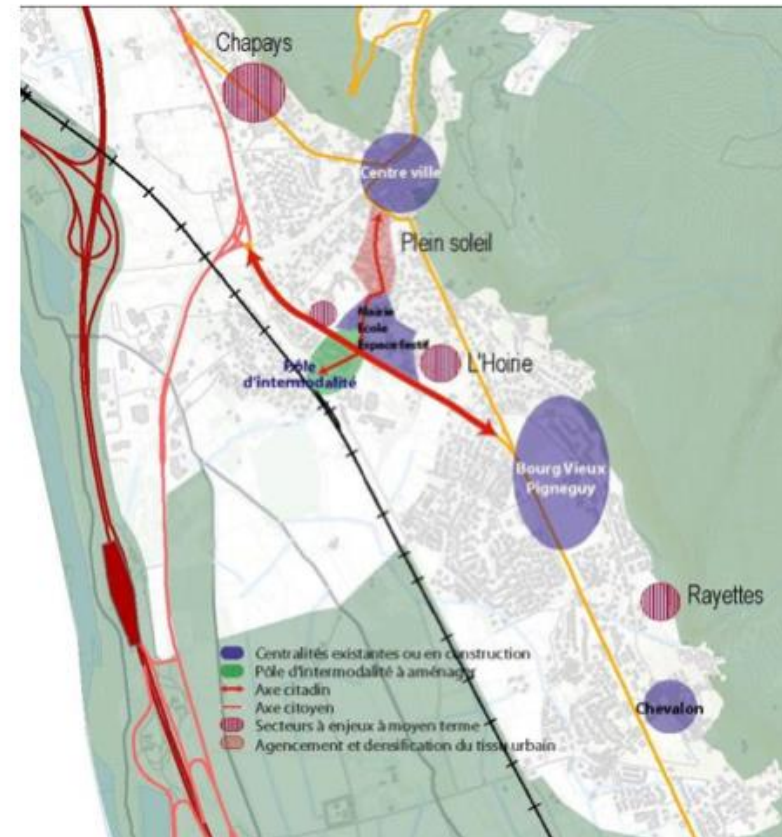 Chapays
Centre ville
Plein soleil
Mairie
Ecole
Espace festif
L'Hoirie
Pôle
d'intermodalité
Bourg Vieux
Pigneguy
Rayettes
Chevalon
Centralités existantes ou en construction
Pôle d'intermodalité à aménager
Axe citadin
Axe citoyen
Secteurs à enjeux à moyen terme
Agencement et densification du tissu urbain